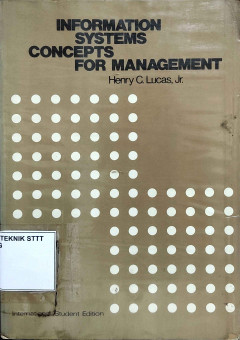 INFORMATION
SYSTEMS
CONCEPTS
FOR MANAGEMENT
Henry C. Lucas, Jr.
TEKNIK STTT
International Student Edition